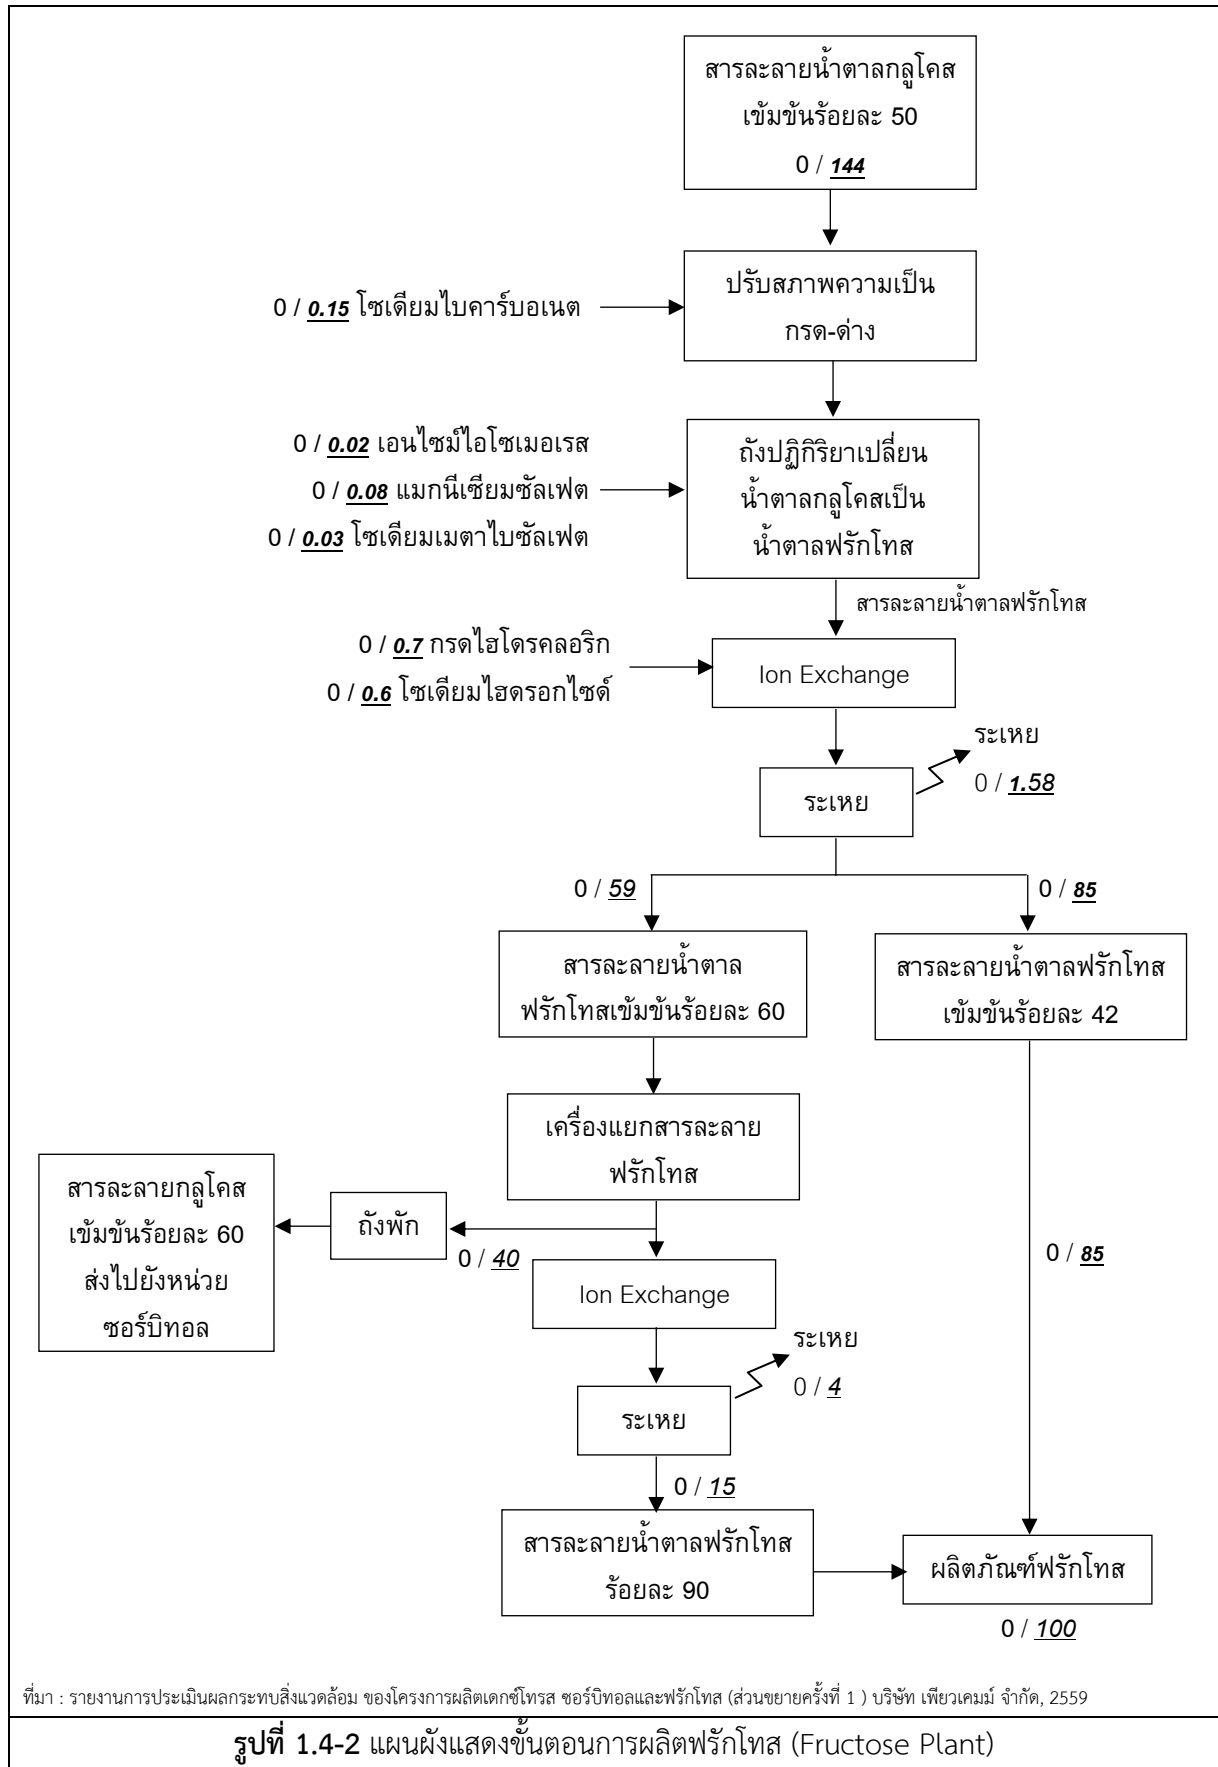 สารละลายน้ำตาลกลูโคส
เข้มข้นร้อยละ 50
0 / 144
ปรับสภาพความเป็น
กรด-ด่าง
0 / 0.15 โซเดียมไบคาร์บอเนต
0 / 0.02 เอนไซม์ไอโซเมอเรส
0 / 0.08 แมกนีเซียมซัลเฟต
0 / 0.03 โซเดียมเมตาไบซัลเฟต
ถังปฏิกิริยาเปลี่ยน
น้ำตาลกลูโคสเป็น
น้ำตาลฟรักโทส
สารละลายน้ำตาลฟรักโทส
0 / 0.7 กรดไฮโดรคลอริก
0 / 0.6 โซเดียมไฮดรอกไซด์
Ion Exchange
ระเหย
0 / 1.58
ระเหย
0 / 59
0 / 85
สารละลายน้ำตาล
ฟรักโทสเข้มข้นร้อยละ 60
สารละลายน้ำตาลฟรักโทส
เข้มข้นร้อยละ 42
เครื่องแยกสารละลาย
ฟรักโทส
สารละลายกลูโคส
เข้มข้นร้อยละ 60
ส่งไปยังหน่วย
ซอร์บิทอล
ถังพัก
0 / 40
0 / 85
Ion Exchange
ระเหย
0 / 4
ระเหย
0 / 15
สารละลายน้ำตาลฟรักโทส
ร้อยละ 90
ผลิตภัณฑ์ฟรักโทส
0 / 100
ที่มา : รายงานการประเมินผลกระทบสิ่งแวดล้อม ของโครงการผลิตเดกซ์โทรส ซอร์บิทอลและฟรักโทส (ส่วนขยายครั้งที่ 1 ) บริษัท เพียวเคมม์ จำกัด, 2559
รูปที่ 1.4-2 แผนผังแสดงขั้นตอนการผลิตฟรักโทส (Fructose Plant)